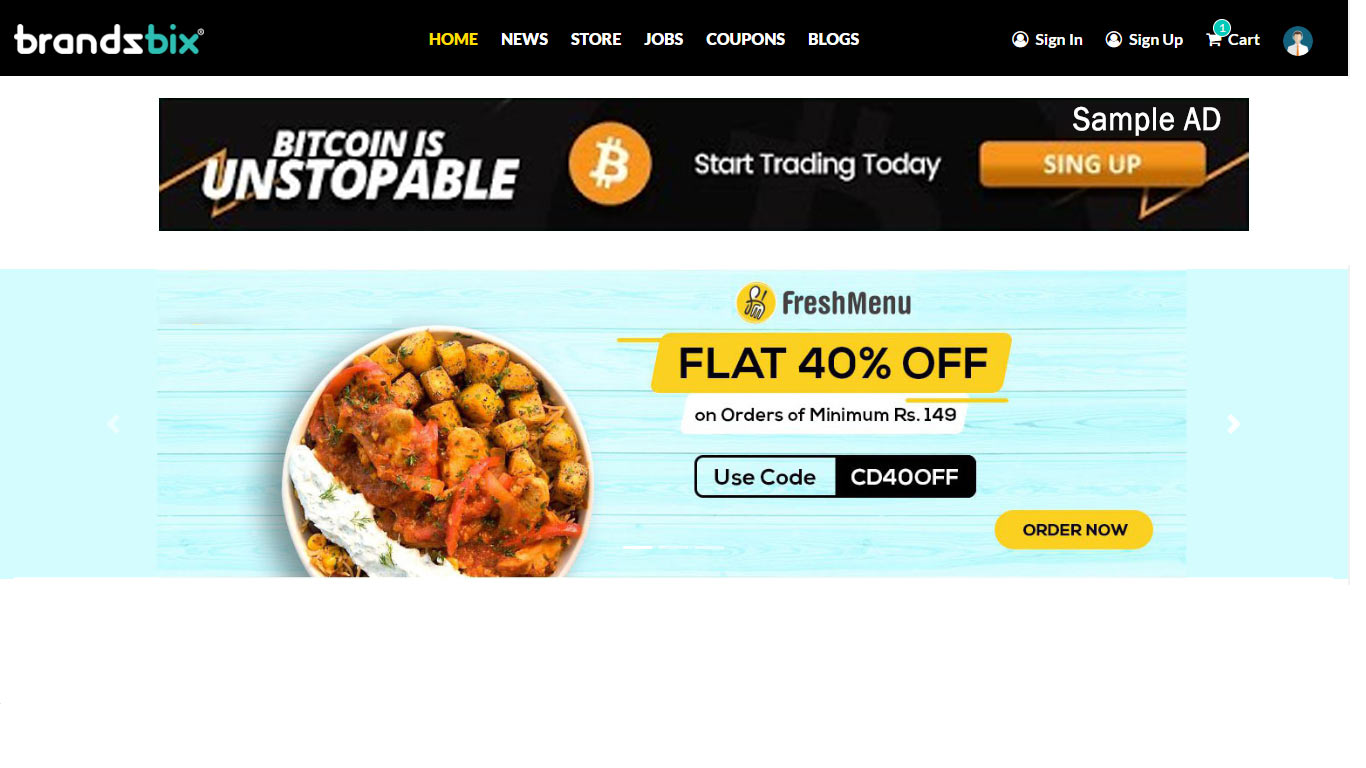 brandsbix®
HOME NEWS STORE JOBS COUPONS BLOGS
Sign In Sign Up 1 Cart
Sample AD
BITCOIN IS
UNSTOPABLE
Start Trading Today
SING UP
FreshMenu
FLAT 40% OFF
on Orders of Minimum Rs. 149
Use Code CD40OFF
ORDER NOW